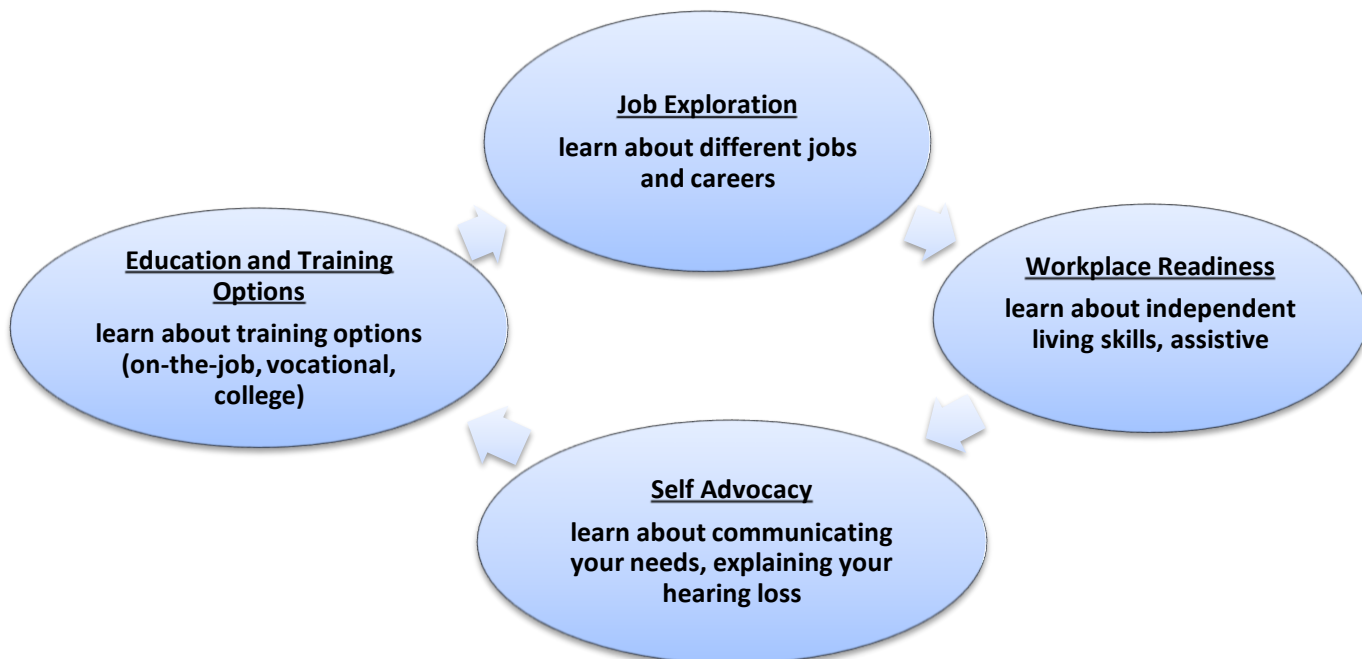 Job Exploration
learn about different jobs
and careers
Workplace Readiness
learn about independent
living skills, assistive
Self Advocacy
learn about communicating
your needs, explaining your
hearing loss
Education and Training
Options
learn about training options
(on-the-job, vocational,
college)